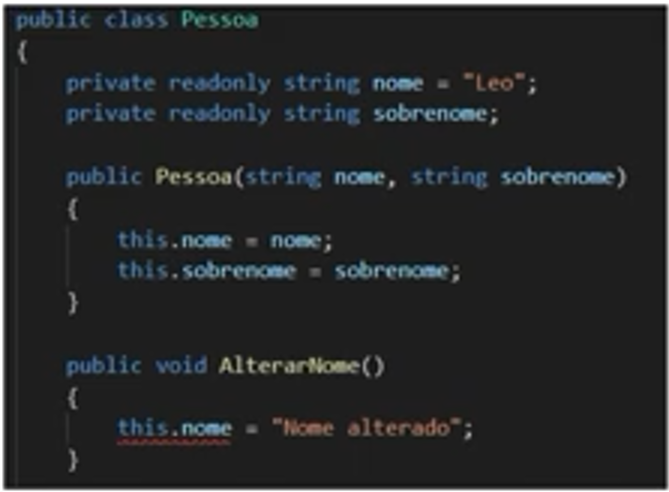 public class Pessoa
{
private readonly string nome = "Leo";
private readonly string sobrenome;
public Pessoa(string nome, string sobrenome)
{
this.nome = nome;
this.sobrenome = sobrenome;
}
public void AlterarNome()
{
this.nome = "Nome alterado";
}